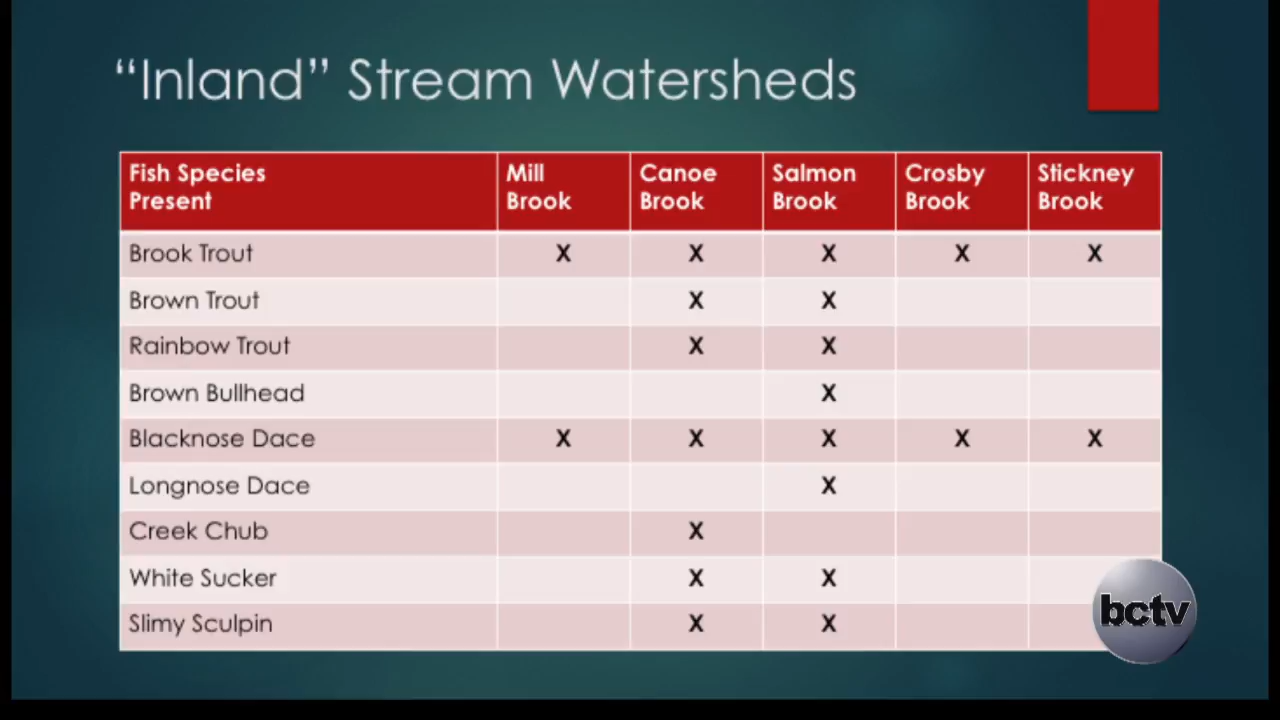 “Inland” Stream Watersheds
Fish Species Present Mill Brook Canoe Brook Salmon Brook Crosby Brook Stickney Brook
Brook Trout X X X X X
Brown Trout X X
Rainbow Trout X X
Brown Bullhead X
Blacknose Dace X X X X X
Longnose Dace X
Creek Chub X
White Sucker X X
Slimy Sculpin X X
bctv